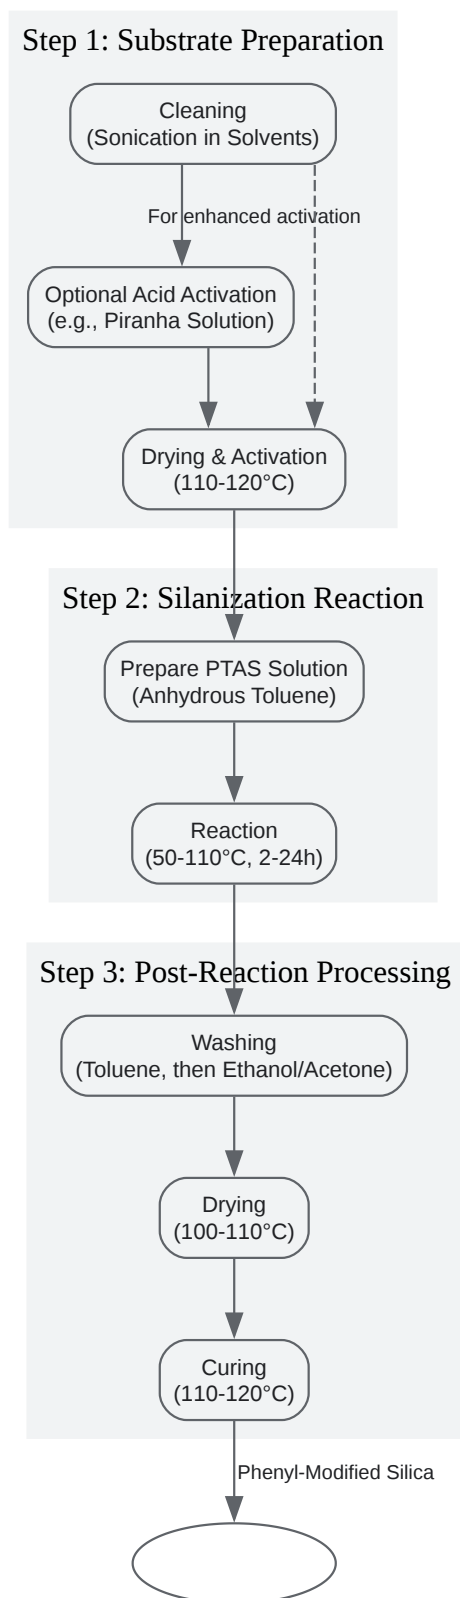 Step 1: Substrate Preparation
Cleaning
(Sonication in Solvents)
For enhanced activation
Optional Acid Activation
(e.g., Piranha Solution)
Drying & Activation
(110-120°C)
Step 2: Silanization Reaction
Prepare PTAS Solution
(Anhydrous Toluene)
Reaction
(50-110°C, 2-24h)
Step 3: Post-Reaction Processing
Washing
(Toluene, then Ethanol/Acetone)
Drying
(100-110°C)
Curing
(110-120°C)
Phenyl-Modified Silica